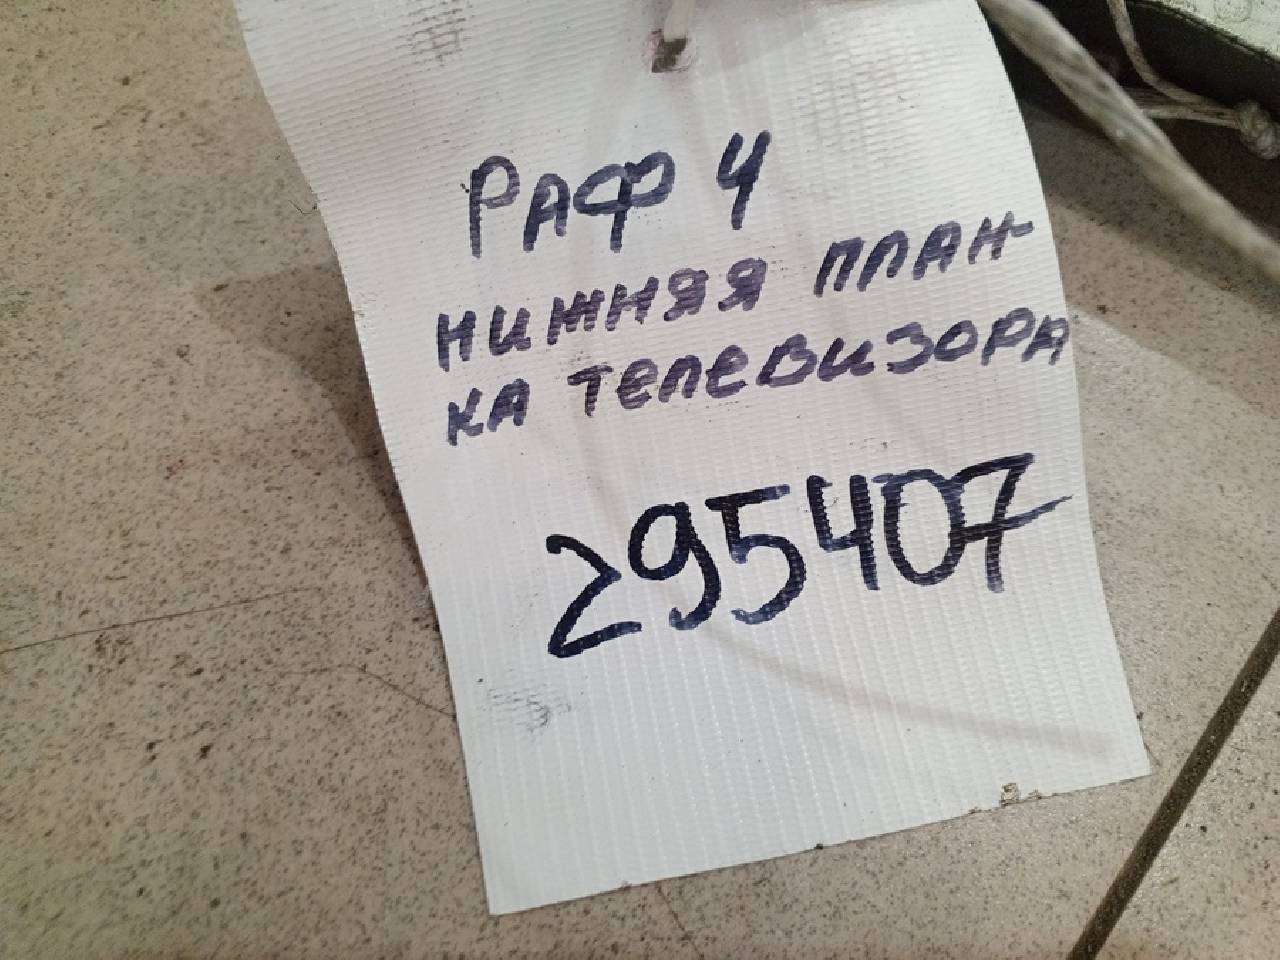 РАФ 4
нижняя план-
ка телевизора
295407